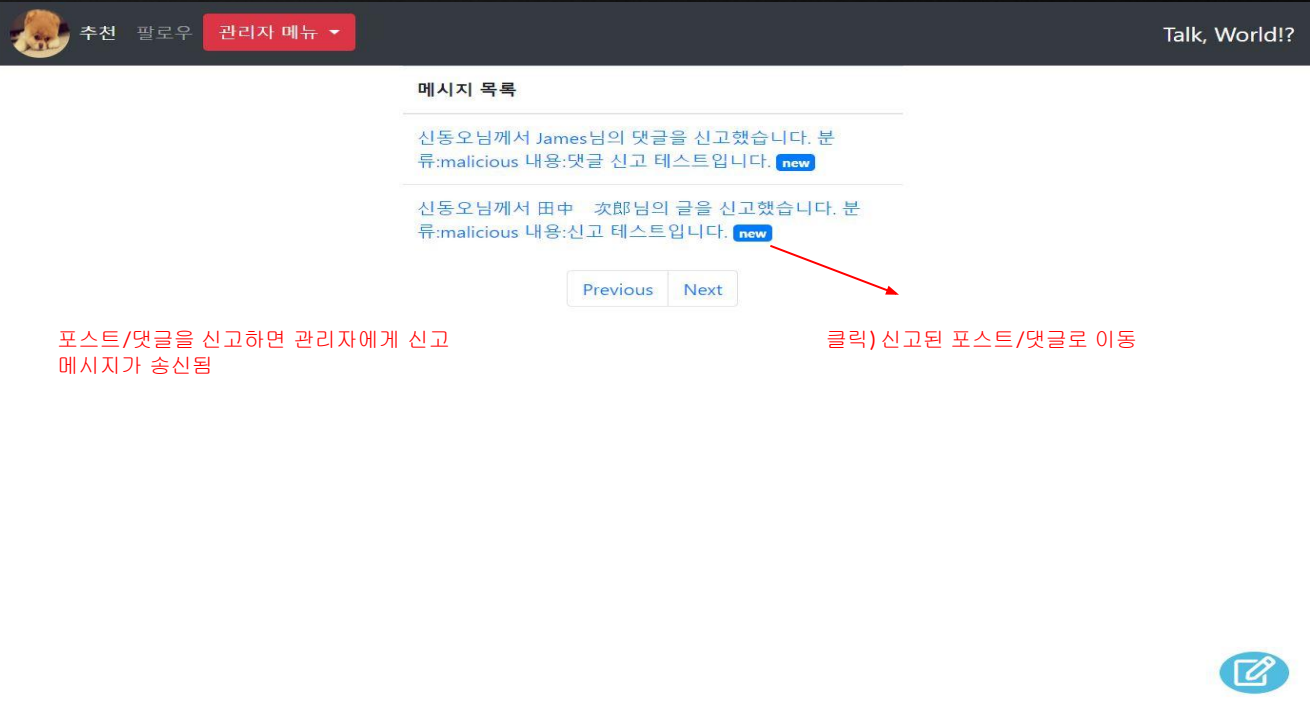 추천 팔로우 관리자 메뉴 Talk, World!?
메시지 목록
신동오님께서 James님의 댓글을 신고했습니다. 분
류:malicious 내용:댓글 신고 테스트입니다. new
신동오님께서 田中　次郎님의 글을 신고했습니다. 분
류:malicious 내용:신고 테스트입니다. new
Previous Next
포스트/댓글을 신고하면 관리자에게 신고
메시지가 송신됨
클릭) 신고된 포스트/댓글로 이동